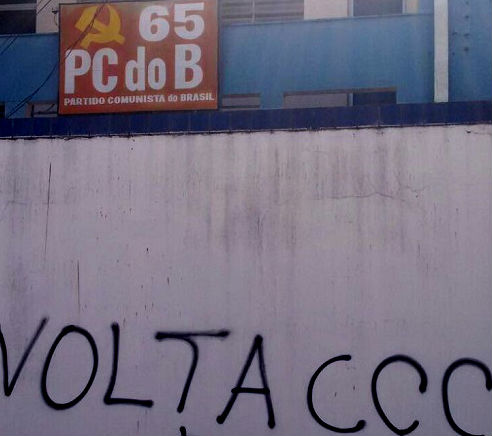 65
PC do B
PARTIDO COMUNISTA do BRASIL
VOLTA CCC